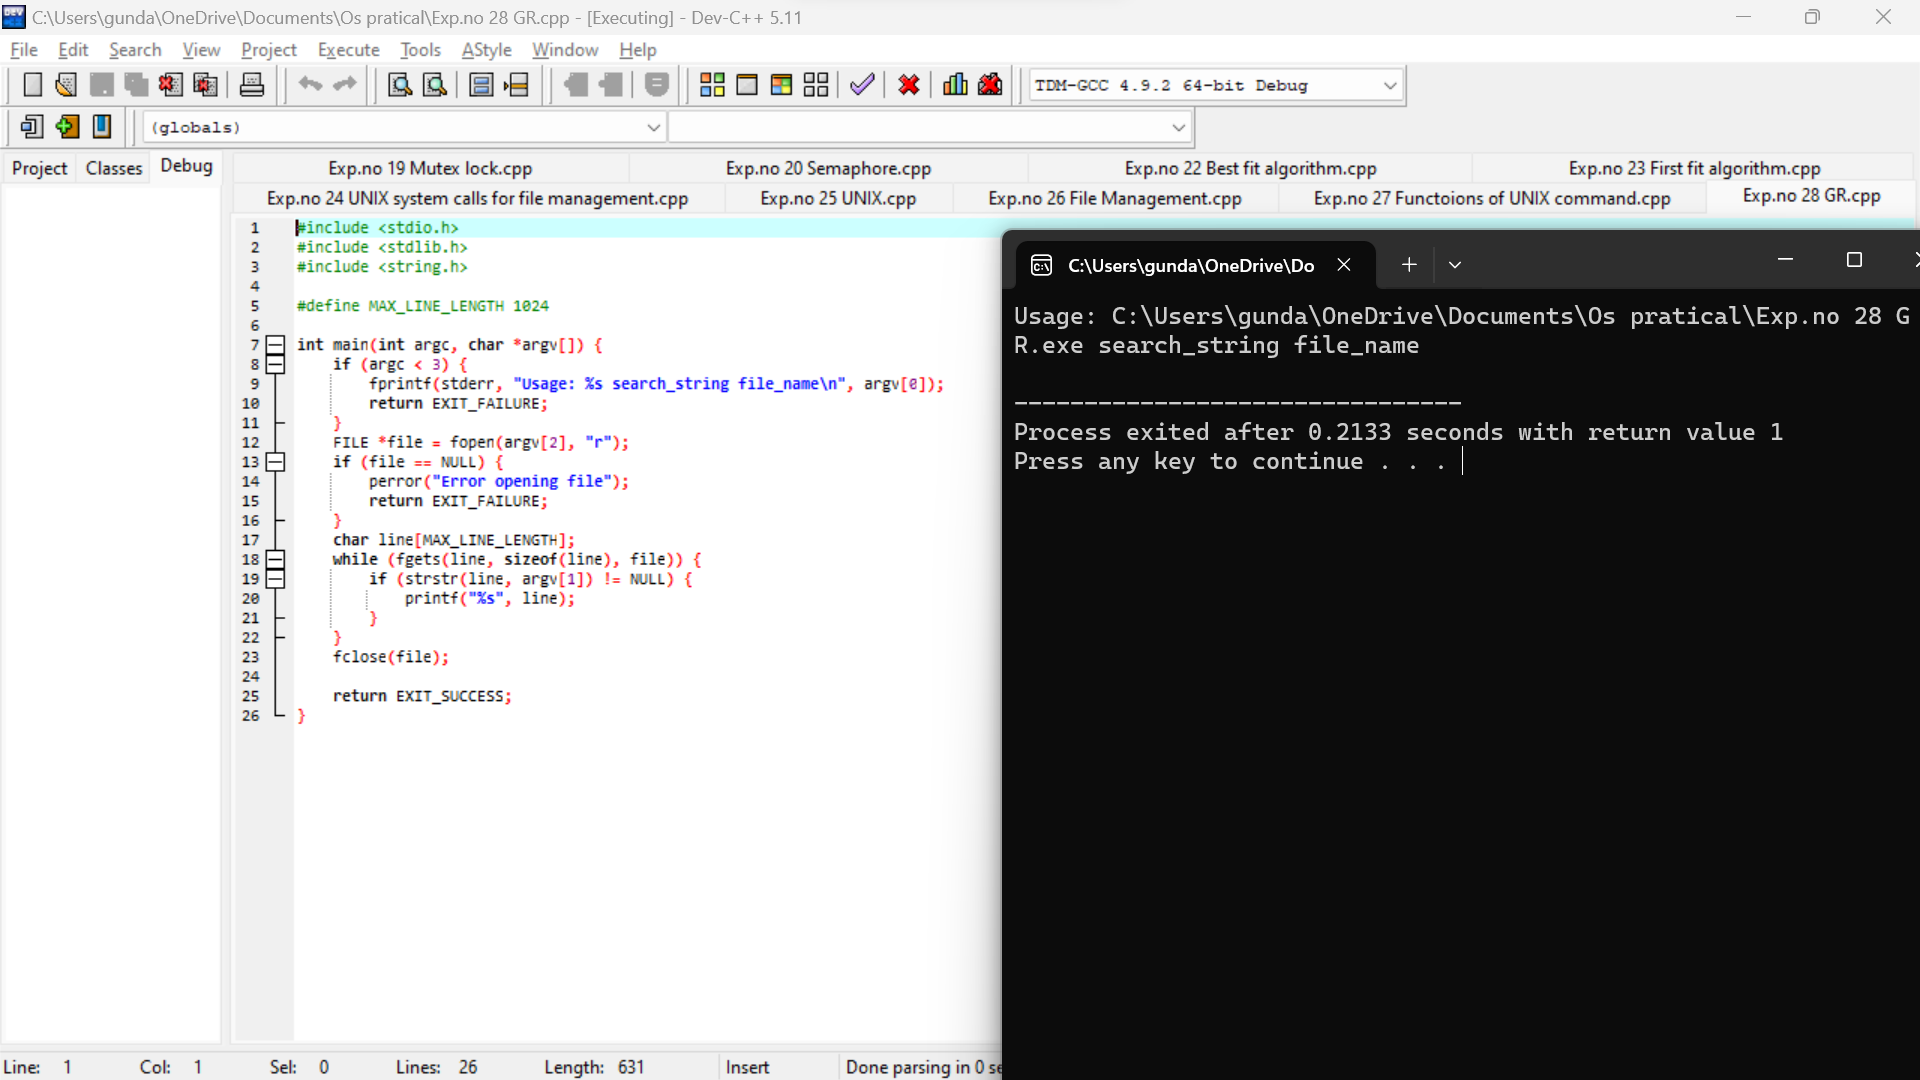 C:\Users\gunda\OneDrive\Documents\Os pratical\Exp.no 28 GR.cpp - [Executing] - Dev-C++ 5.11
File Edit Search View Project Execute Tools AStyle Window Help
TDM-GCC 4.9.2 64-bit Debug
(globals)
Project Classes Debug
Exp.no 19 Mutex lock.cpp Exp.no 20 Semaphore.cpp Exp.no 22 Best fit algorithm.cpp Exp.no 23 First fit algorithm.cpp
Exp.no 24 UNIX system calls for file management.cpp Exp.no 25 UNIX.cpp Exp.no 26 File Management.cpp Exp.no 27 Functoions of UNIX command.cpp Exp.no 28 GR.cpp
1 #include <stdio.h>
2 #include <stdlib.h>
3 #include <string.h>
4
5 #define MAX_LINE_LENGTH 1024
6
7 int main(int argc, char *argv[]) {
8 if (argc < 3) {
9 fprintf(stderr, "Usage: %s search_string file_name\n", argv[0]);
10 return EXIT_FAILURE;
11 }
12 FILE *file = fopen(argv[2], "r");
13 if (file == NULL) {
14 perror("Error opening file");
15 return EXIT_FAILURE;
16 }
17 char line[MAX_LINE_LENGTH];
18 while (fgets(line, sizeof(line), file)) {
19 if (strstr(line, argv[1]) != NULL) {
20 printf("%s", line);
21 }
22 }
23 fclose(file);
24
25 return EXIT_SUCCESS;
26 }
C:\Users\gunda\OneDrive\Do
Usage: C:\Users\gunda\OneDrive\Documents\Os pratical\Exp.no 28 G
R.exe search_string file_name
--------------------------------
Process exited after 0.2133 seconds with return value 1
Press any key to continue . . .
Line: 1 Col: 1 Sel: 0 Lines: 26 Length: 631 Insert Done parsing in 0 se